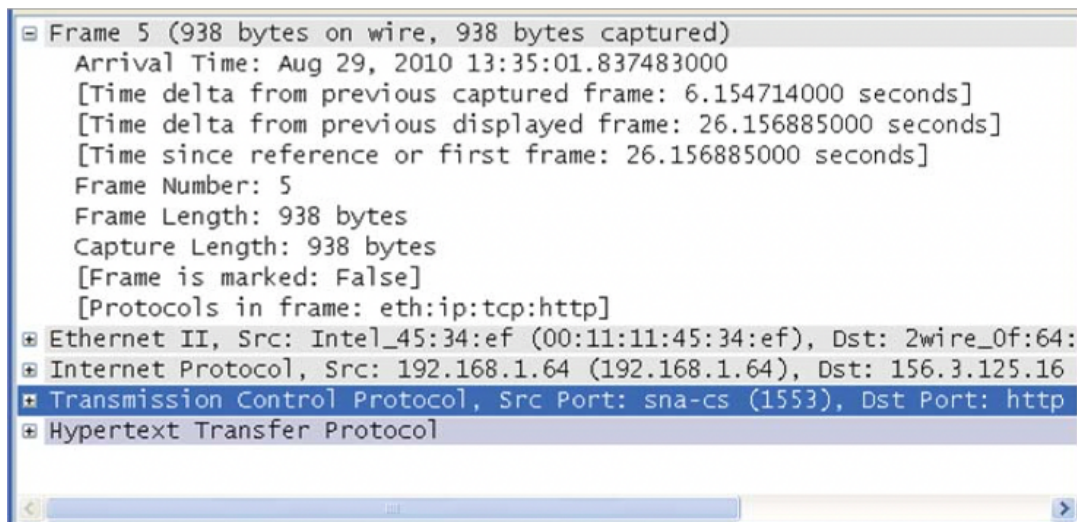 Frame 5 (938 bytes on wire, 938 bytes captured)
Arrival Time: Aug 29, 2010 13:35:01.837483000
[Time delta from previous captured frame: 6.154714000 seconds]
[Time delta from previous displayed frame: 26.156885000 seconds]
[Time since reference or first frame: 26.156885000 seconds]
Frame Number: 5
Frame Length: 938 bytes
Capture Length: 938 bytes
[Frame is marked: False]
[Protocols in frame: eth:ip:tcp:http]
Ethernet II, Src: Intel_45:34:ef (00:11:11:45:34:ef), Dst: 2wire_0f:64:
Internet Protocol, Src: 192.168.1.64 (192.168.1.64), Dst: 156.3.125.16
Transmission Control Protocol, Src Port: sna-cs (1553), Dst Port: http
Hypertext Transfer Protocol